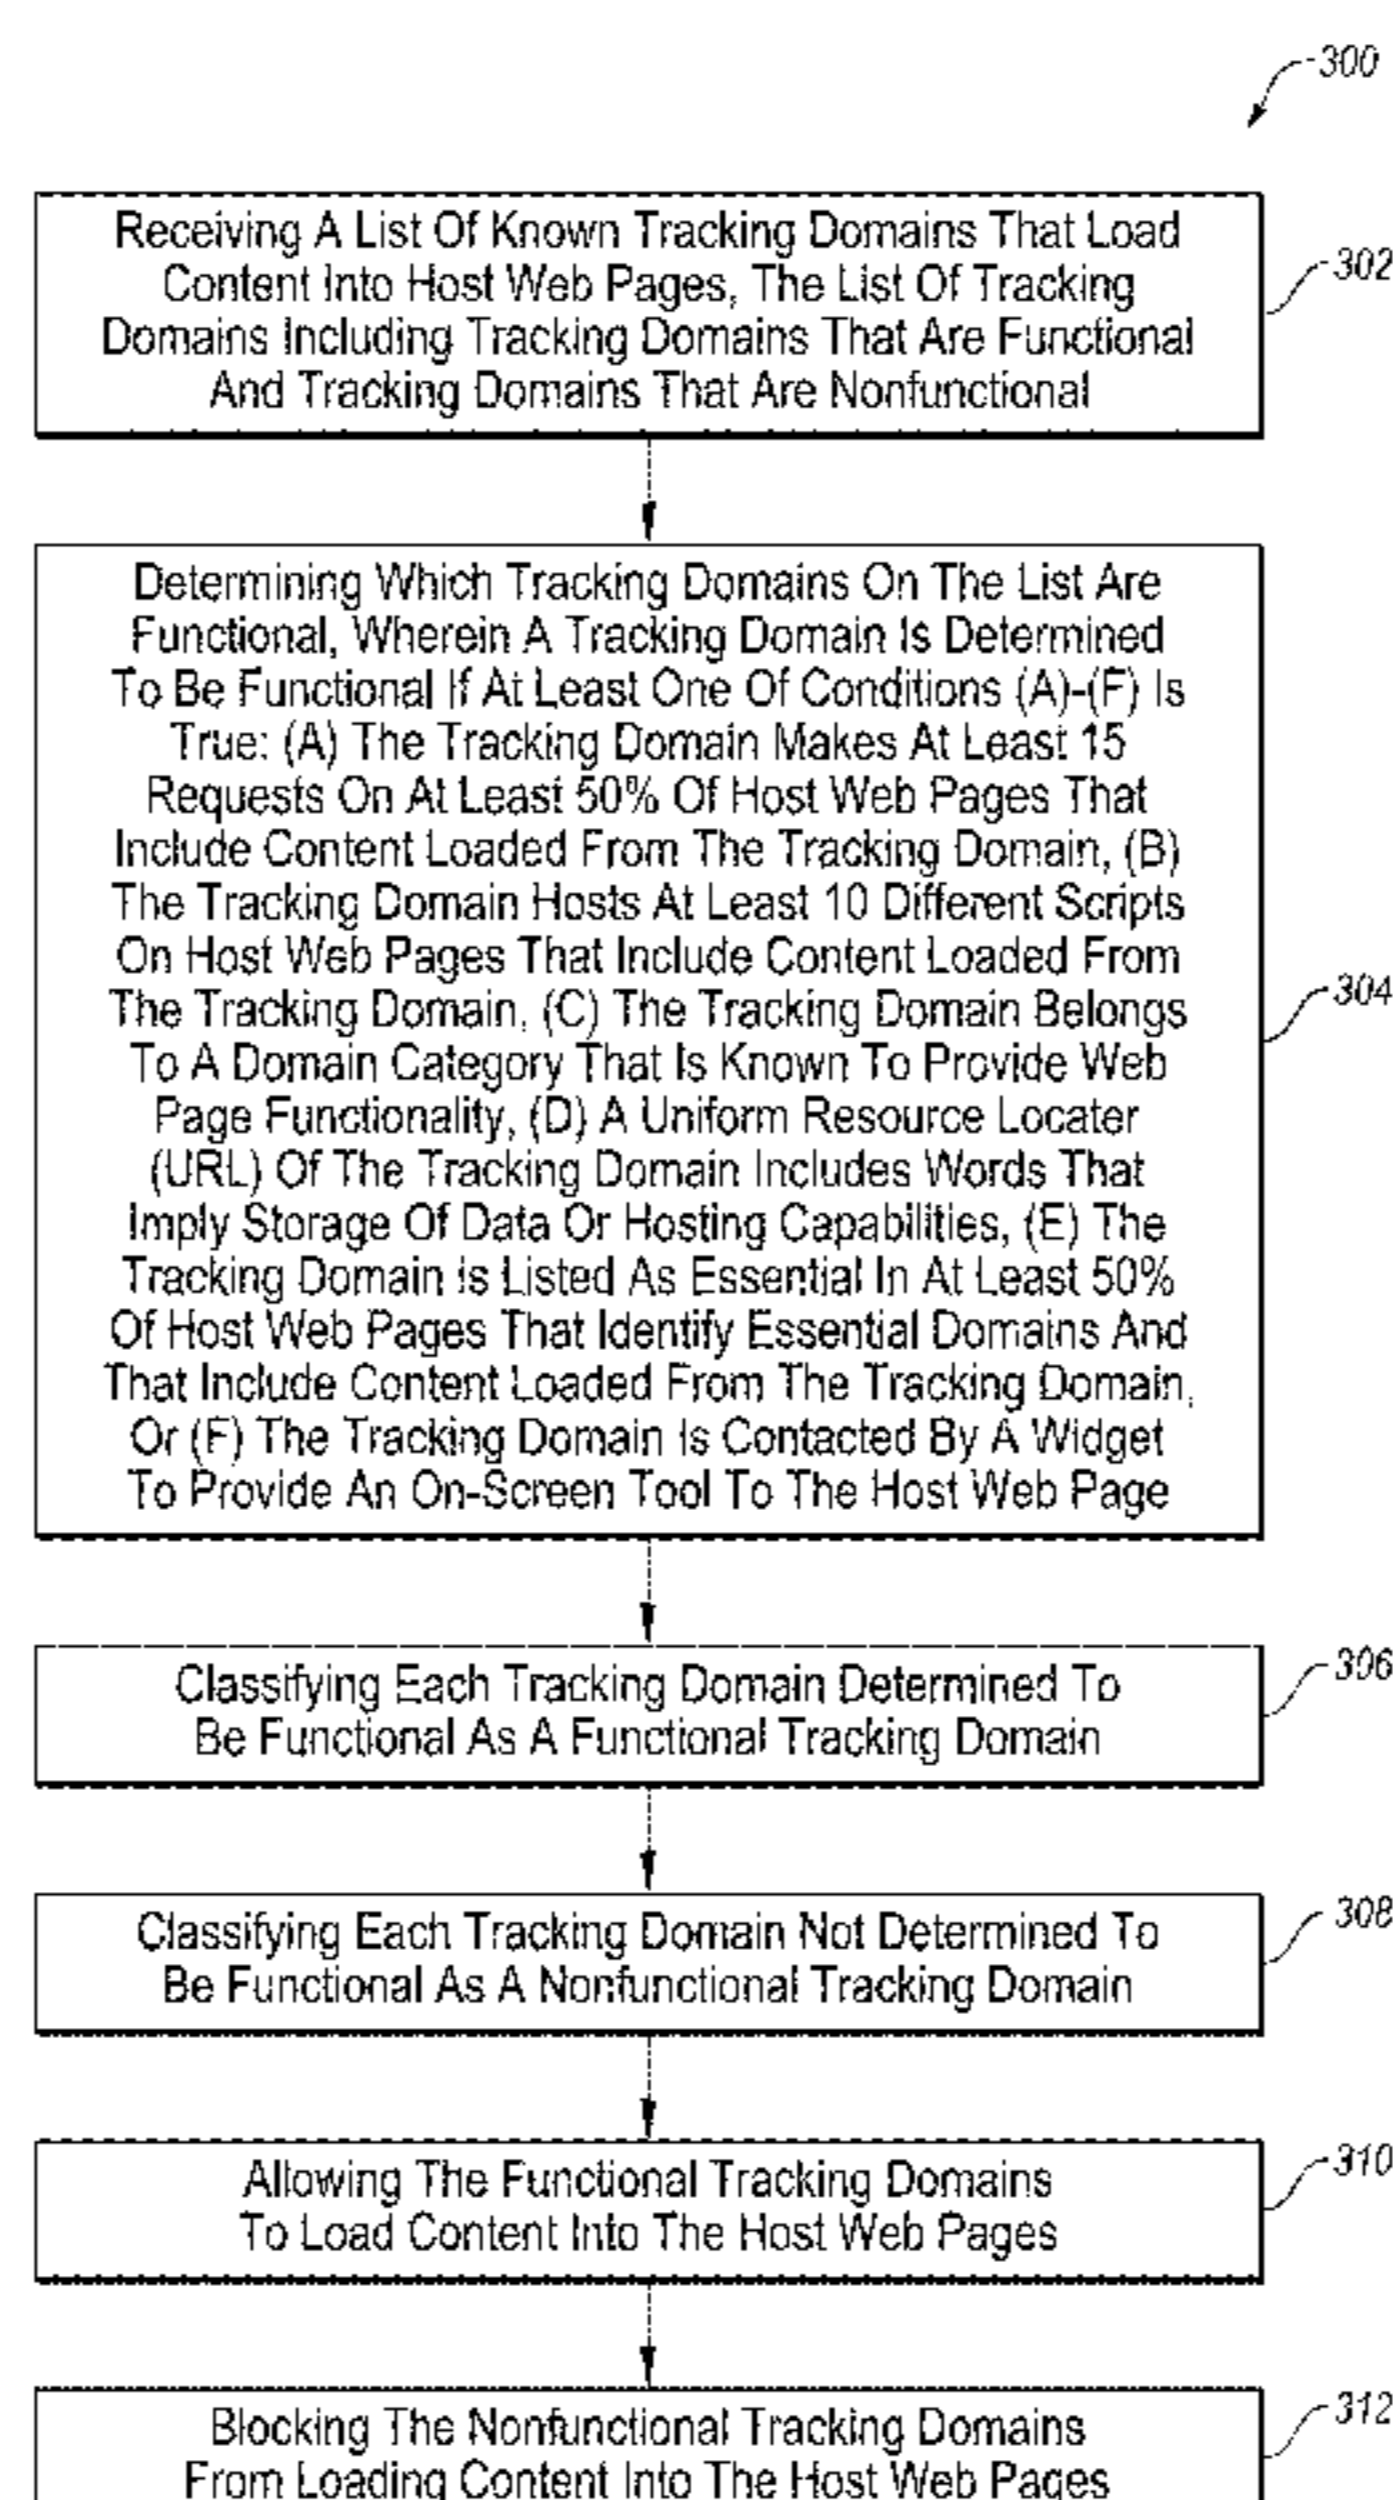 300
Receiving A List Of Known Tracking Domains That Load
Content Into Host Web Pages, The List Of Tracking
Domains Including Tracking Domains That Are Functional
And Tracking Domains That Are Nonfunctional
302
Determining Which Tracking Domains On The List Are
Functional, Wherein A Tracking Domain Is Determined
To Be Functional If At Least One Of Conditions (A)-(F) Is
True: (A) The Tracking Domain Makes At Least 15
Requests On At Least 50% Of Host Web Pages That
Include Content Loaded From The Tracking Domain, (B)
The Tracking Domain Hosts At Least 10 Different Scripts
On Host Web Pages That Include Content Loaded From
The Tracking Domain, (C) The Tracking Domain Belongs
To A Domain Category That Is Known To Provide Web
Page Functionality, (D) A Uniform Resource Locater
(URL) Of The Tracking Domain Includes Words That
Imply Storage Of Data Or Hosting Capabilities, (E) The
Tracking Domain Is Listed As Essential In At Least 50%
Of Host Web Pages That Identify Essential Domains And
That Include Content Loaded From The Tracking Domain,
Or (F) The Tracking Domain Is Contacted By A Widget
To Provide An On-Screen Tool To The Host Web Page
304
Classifying Each Tracking Domain Determined To
Be Functional As A Functional Tracking Domain
306
Classifying Each Tracking Domain Not Determined To
Be Functional As A Nonfunctional Tracking Domain
308
Allowing The Functional Tracking Domains
To Load Content Into The Host Web Pages
310
Blocking The Nonfunctional Tracking Domains
From Loading Content Into The Host Web Pages
312